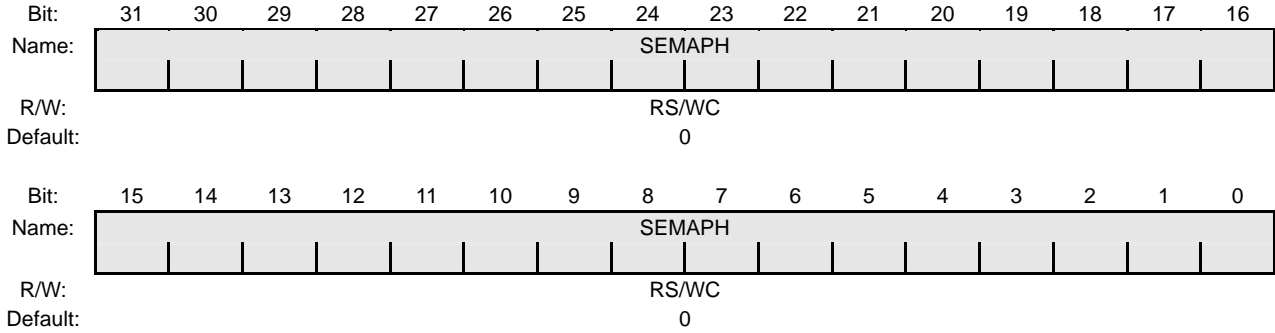 Bit: 31 30 29 28 27 26 25 24 23 22 21 20 19 18 17 16
Name: SEMAPH
R/W: RS/WC
Default: 0
Bit: 15 14 13 12 11 10 9 8 7 6 5 4 3 2 1 0
Name: SEMAPH
R/W: RS/WC
Default: 0